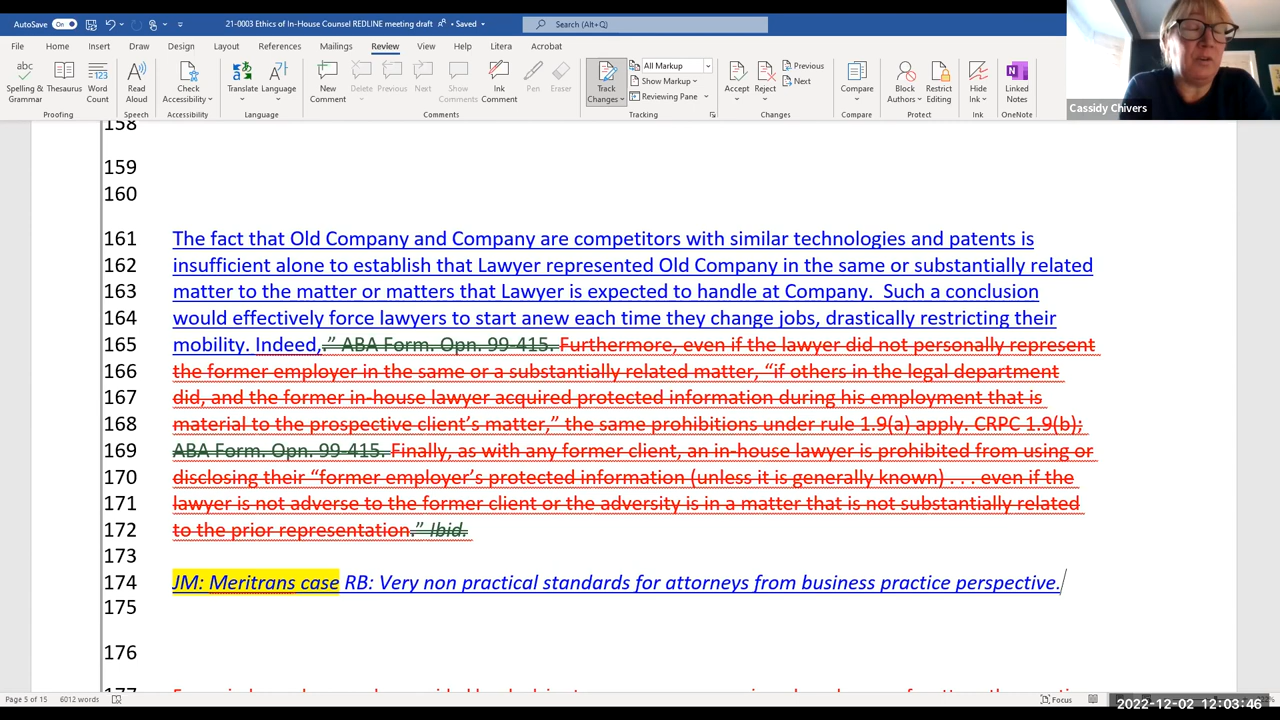 AutoSave On 21-0003 Ethics of In-House Counsel REDLINE meeting draft • Saved Search (Alt+Q)
File Home Insert Draw Design Layout References Mailings Review View Help Litera Acrobat
Spelling & Grammar Thesaurus Word Count Read Aloud Check Accessibility Translate Language New Comment Delete Previous Next Show Comments Ink Comment Pen Eraser Track Changes All Markup Show Markup Reviewing Pane Accept Reject Previous Next Compare Block Authors Restrict Editing Hide Ink Linked Notes
Proofing Speech Accessibility Language Comments Tracking Changes Compare Protect Ink OneNote
Cassidy Chivers
158
159
160
161 The fact that Old Company and Company are competitors with similar technologies and patents is
162 insufficient alone to establish that Lawyer represented Old Company in the same or substantially related
163 matter to the matter or matters that Lawyer is expected to handle at Company.  Such a conclusion
164 would effectively force lawyers to start anew each time they change jobs, drastically restricting their
165 mobility. Indeed,.” ABA Form. Opn. 99-415. Furthermore, even if the lawyer did not personally represent
166 the former employer in the same or a substantially related matter, “if others in the legal department
167 did, and the former in-house lawyer acquired protected information during his employment that is
168 material to the prospective client’s matter,” the same prohibitions under rule 1.9(a) apply. CRPC 1.9(b);
169 ABA Form. Opn. 99-415. Finally, as with any former client, an in-house lawyer is prohibited from using or
170 disclosing their “former employer’s protected information (unless it is generally known) . . . even if the
171 lawyer is not adverse to the former client or the adversity is in a matter that is not substantially related
172 to the prior representation.” Ibid.
173
174 JM: Meritrans case RB: Very non practical standards for attorneys from business practice perspective.
175
176
177
Page 5 of 15 6012 words Focus
2022-12-02 12:03:46